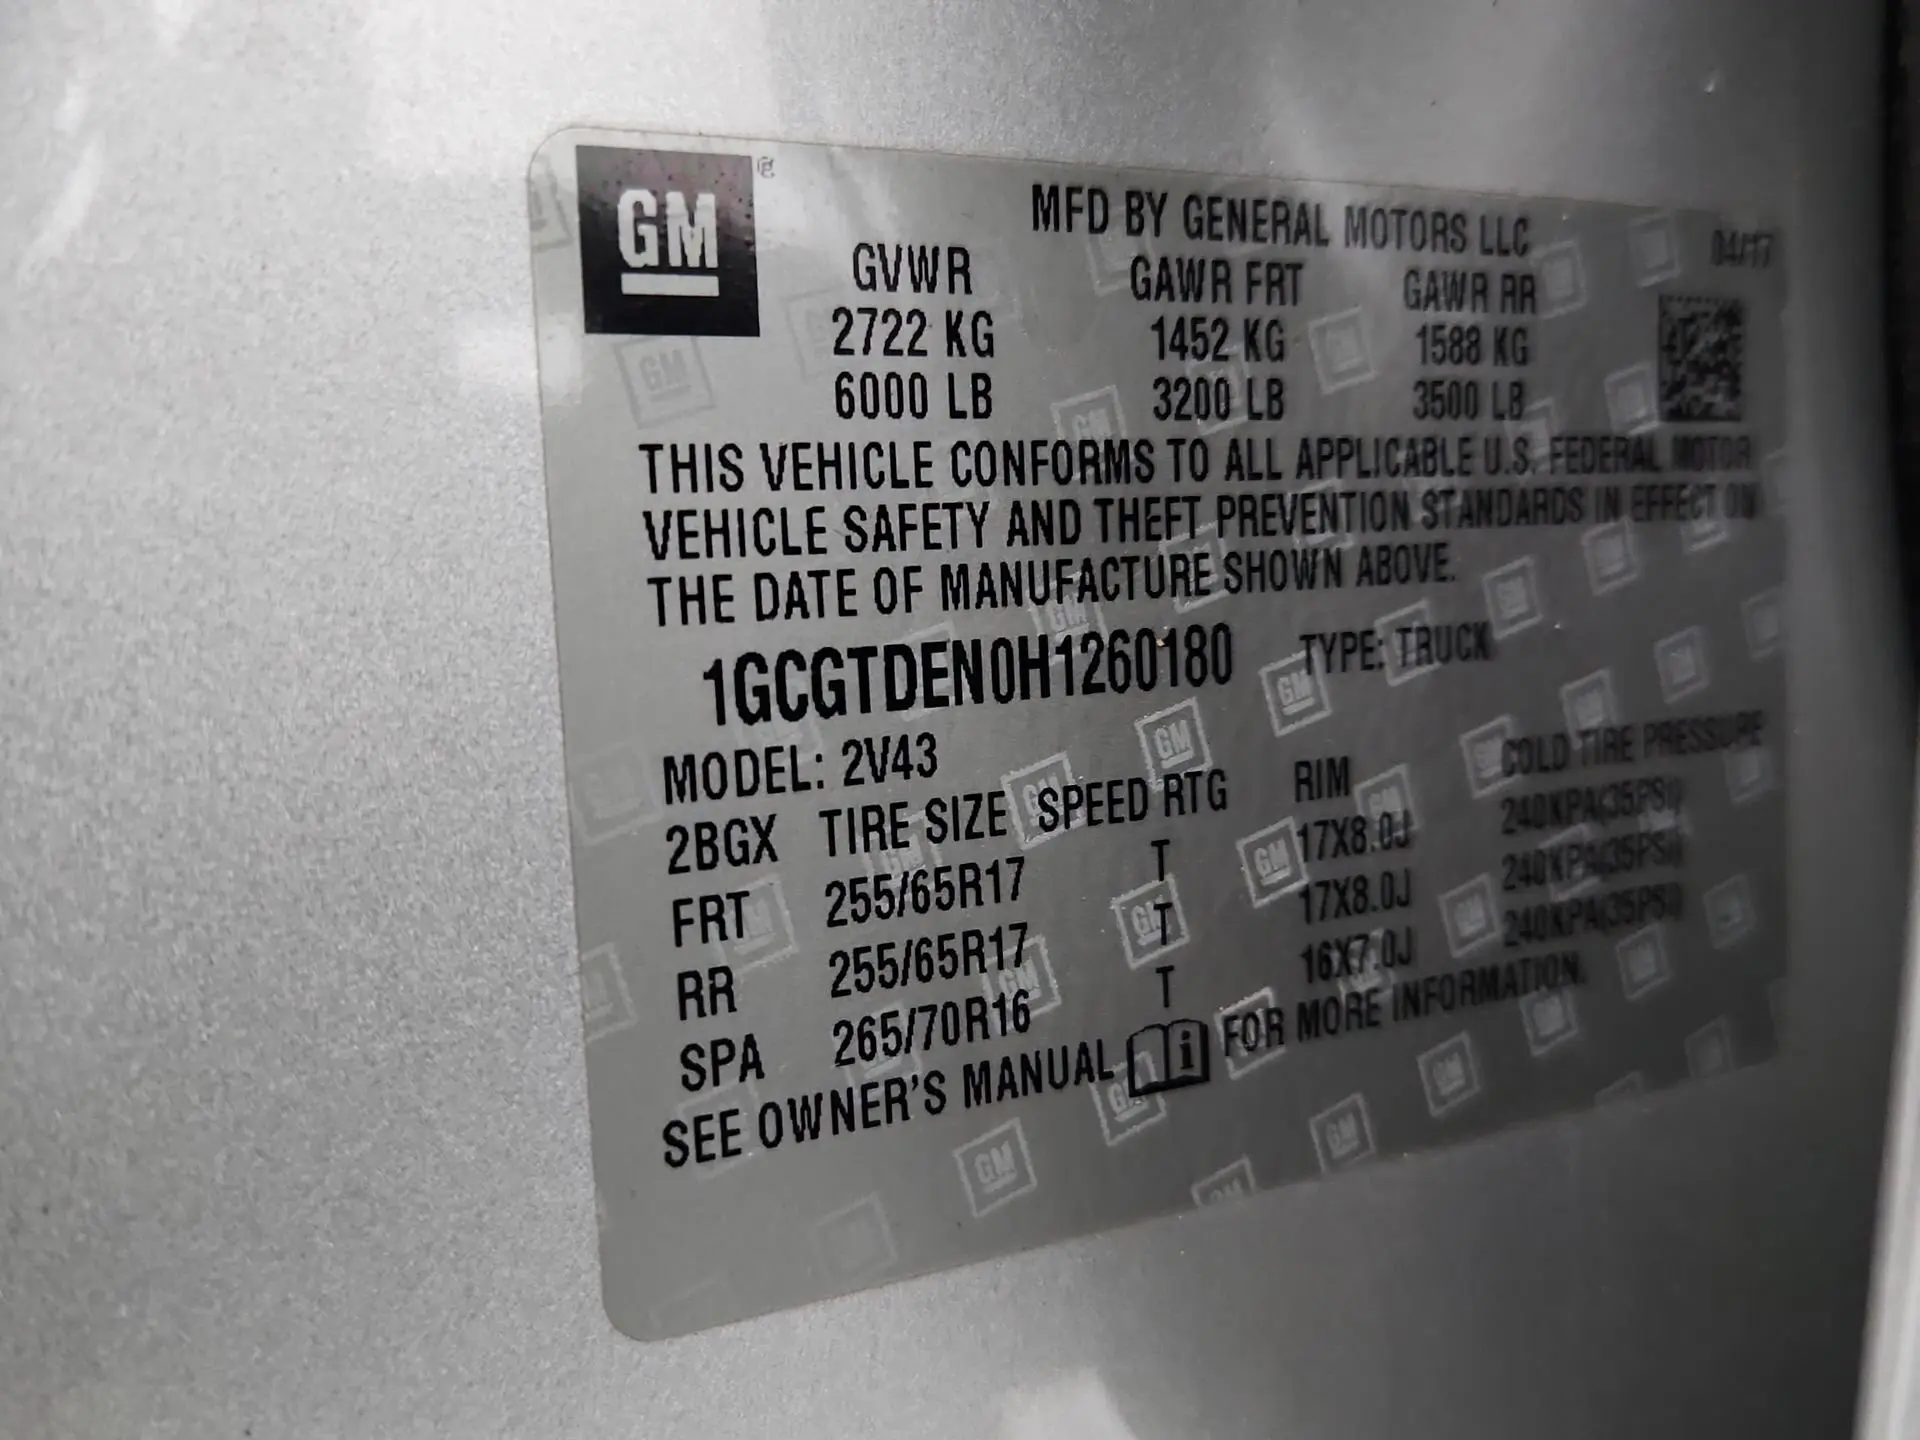 GM
MFD BY GENERAL MOTORS LLC
04/17
GVWR GAWR FRT GAWR RR
2722 KG 1452 KG 1588 KG
6000 LB 3200 LB 3500 LB
THIS VEHICLE CONFORMS TO ALL APPLICABLE U.S. FEDERAL MOTOR
VEHICLE SAFETY AND THEFT PREVENTION STANDARDS IN EFFECT ON
THE DATE OF MANUFACTURE SHOWN ABOVE.
1GCGTDEN0H1260180 TYPE: TRUCK
MODEL: 2V43
2BGX TIRE SIZE SPEED RTG RIM COLD TIRE PRESSURE
FRT 255/65R17 T 17X8.0J 240KPA(35PSI)
RR 255/65R17 T 17X8.0J 240KPA(35PSI)
SPA 265/70R16 T 16X7.0J 240KPA(35PSI)
SEE OWNER'S MANUAL FOR MORE INFORMATION.